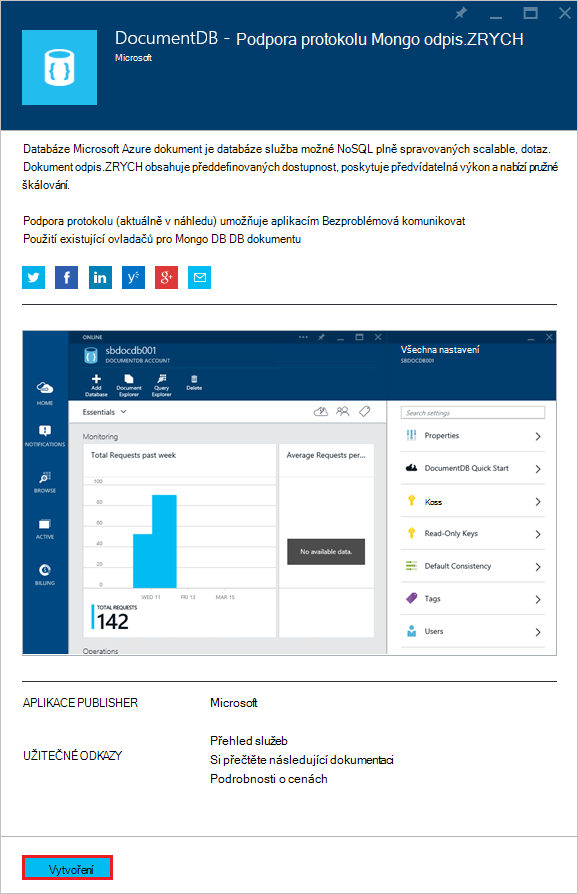 DocumentDB - Podpora protokolu Mongo odpis.ZRYCH
Microsoft
Databáze Microsoft Azure dokument je databáze služba možné NoSQL plně spravovaných scalable, dotaz.
Dokument odpis.ZRYCH obsahuje předdefinovaných dostupnost, poskytuje předvídatelná výkon a nabízí pružné
škálování.
Podpora protokolu (aktuálně v náhledu) umožňuje aplikacím Bezproblémová komunikovat
Použití existující ovladačů pro Mongo DB DB dokumentu
ONLINE
sbdocdb001
DOCUMENTDB ACCOUNT
Add Database
Document Explorer
Query Explorer
Delete
HOME
NOTIFICATIONS
BROWSE
ACTIVE
BILLING
Essentials
Monitoring
Total Requests past week
100
80
60
40
20
0
WED 11 FRI 13 MAR 15
TOTAL REQUESTS
142
Average Requests per...
No available data.
Operations
Všechna nastavení
SBDOCDB001
Search settings
Properties
DocumentDB Quick Start
Koss
Read-Only Keys
Default Consistency
Tags
Users
APLIKACE PUBLISHER Microsoft
UŽITEČNÉ ODKAZY
Přehled služeb
Si přečtěte následující dokumentaci
Podrobnosti o cenách
Vytvoření